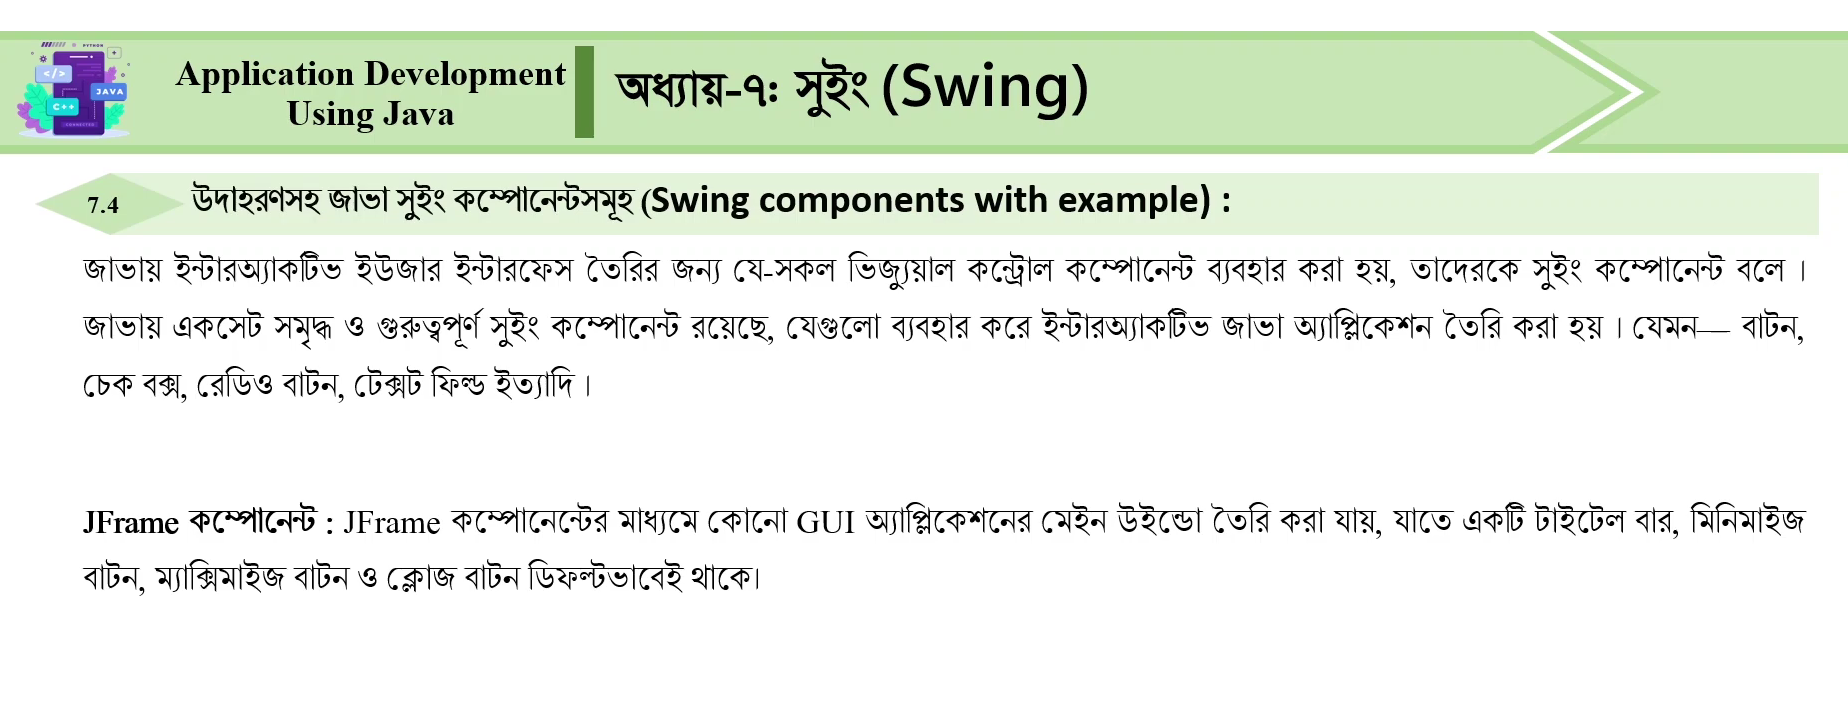 Application Development
Using Java
অধ্যায়-৭ঃ সুইং (Swing)
PYTHON
</>
JAVA
C++
7.4
উদাহরণসহ জাভা সুইং কম্পোনেন্টসমূহ (Swing components with example) :
জাভায় ইন্টারঅ্যাকটিভ ইউজার ইন্টারফেস তৈরির জন্য যে-সকল ভিজ্যুয়াল কন্ট্রোল কম্পোনেন্ট ব্যবহার করা হয়, তাদেরকে সুইং কম্পোনেন্ট বলে ।
জাভায় একসেট সমৃদ্ধ ও গুরুত্বপূর্ণ সুইং কম্পোনেন্ট রয়েছে, যেগুলো ব্যবহার করে ইন্টারঅ্যাকটিভ জাভা অ্যাপ্লিকেশন তৈরি করা হয় । যেমন— বাটন,
চেক বক্স, রেডিও বাটন, টেক্সট ফিল্ড ইত্যাদি ।
JFrame কম্পোনেন্ট : JFrame কম্পোনেন্টের মাধ্যমে কোনো GUI অ্যাপ্লিকেশনের মেইন উইন্ডো তৈরি করা যায়, যাতে একটি টাইটেল বার, মিনিমাইজ
বাটন, ম্যাক্সিমাইজ বাটন ও ক্লোজ বাটন ডিফল্টভাবেই থাকে।